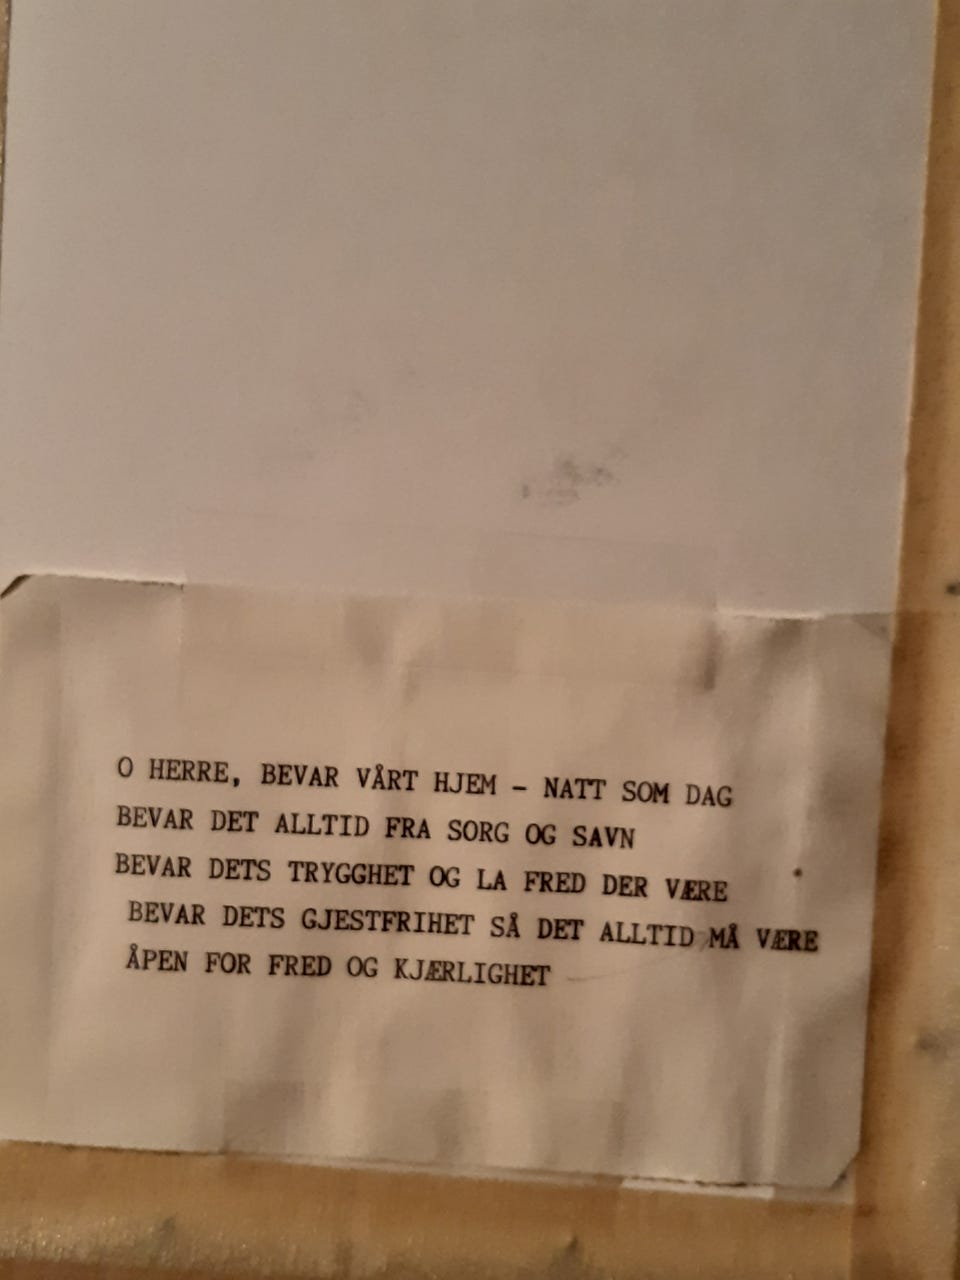 O HERRE, BEVAR VÅRT HJEM – NATT SOM DAG
BEVAR DET ALLTID FRA SORG OG SAVN
BEVAR DETS TRYGGHET OG LA FRED DER VÆRE
BEVAR DETS GJESTFRIHET SÅ DET ALLTID MÅ VÆRE
ÅPEN FOR FRED OG KJÆRLIGHET